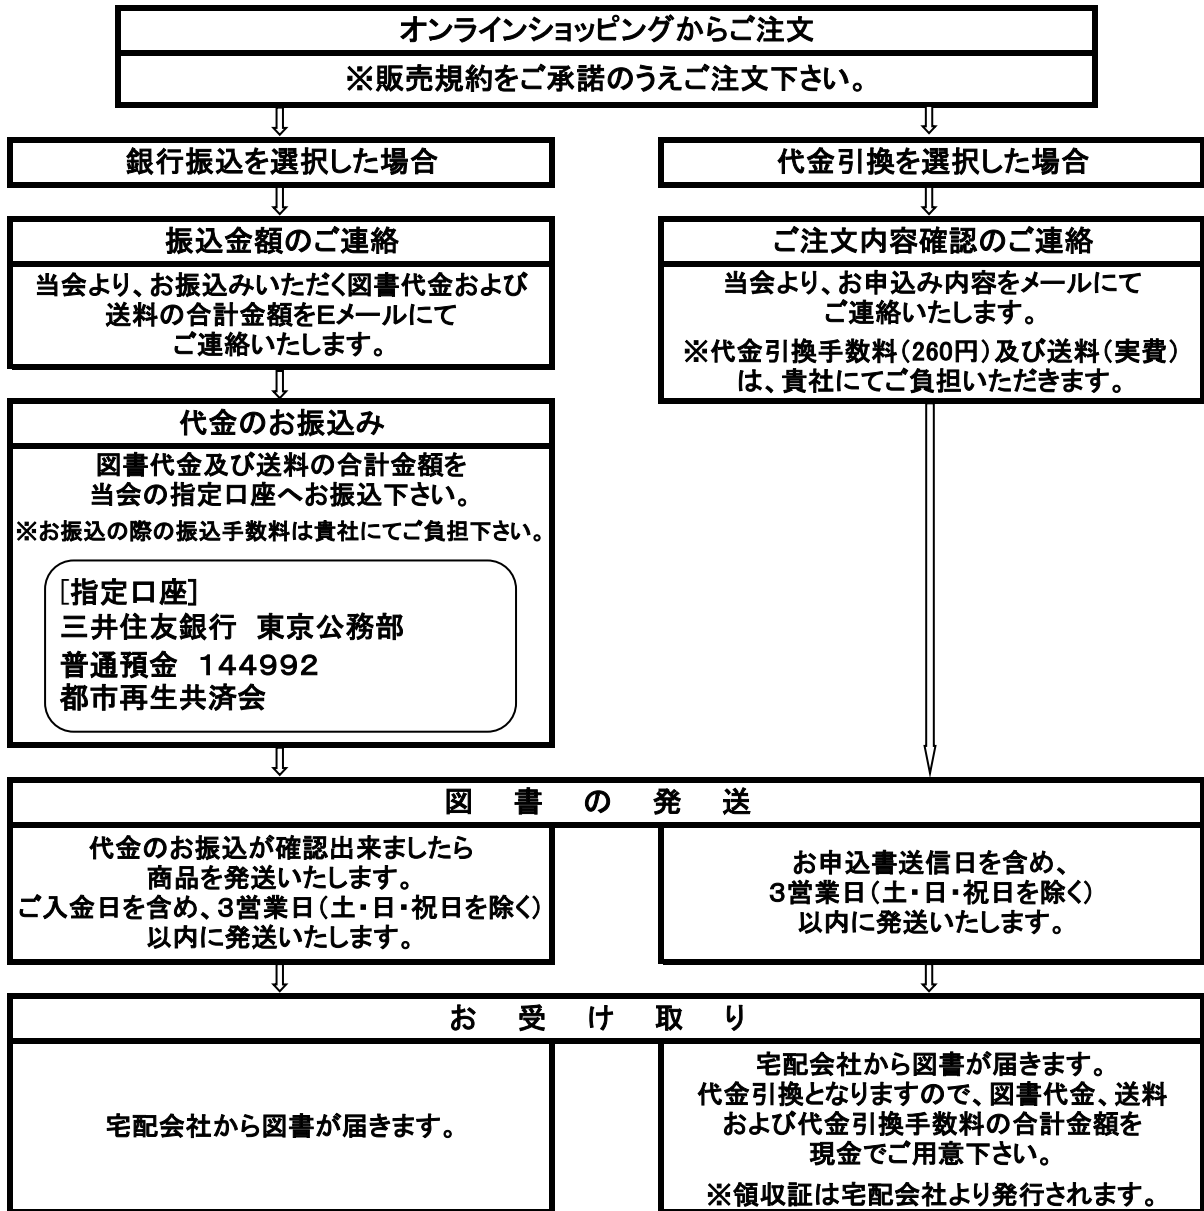 オンラインショッピングからご注文
※販売規約をご承諾のうえご注文下さい。
銀行振込を選択した場合
振込金額のご連絡
当会より、お振込みいただく図書代金および
送料の合計金額をEメールにて
ご連絡いたします。
代金のお振込み
図書代金及び送料の合計金額を
当会の指定口座へお振込下さい。
※お振込の際の振込手数料は貴社にてご負担下さい。
[指定口座]
三井住友銀行 東京公務部
普通預金 144992
都市再生共済会
代金引換を選択した場合
ご注文内容確認のご連絡
当会より、お申込み内容をメールにて
ご連絡いたします。
※代金引換手数料(260円)及び送料(実費)
は、貴社にてご負担いただきます。
図 書 の 発 送
代金のお振込が確認出来ましたら
商品を発送いたします。
ご入金日を含め、3営業日(土・日・祝日を除く)
以内に発送いたします。
お申込書送信日を含め、
3営業日(土・日・祝日を除く)
以内に発送いたします。
お 受 け 取 り
宅配会社から図書が届きます。
宅配会社から図書が届きます。
代金引換となりますので、図書代金、送料
および代金引換手数料の合計金額を
現金でご用意下さい。
※領収証は宅配会社より発行されます。